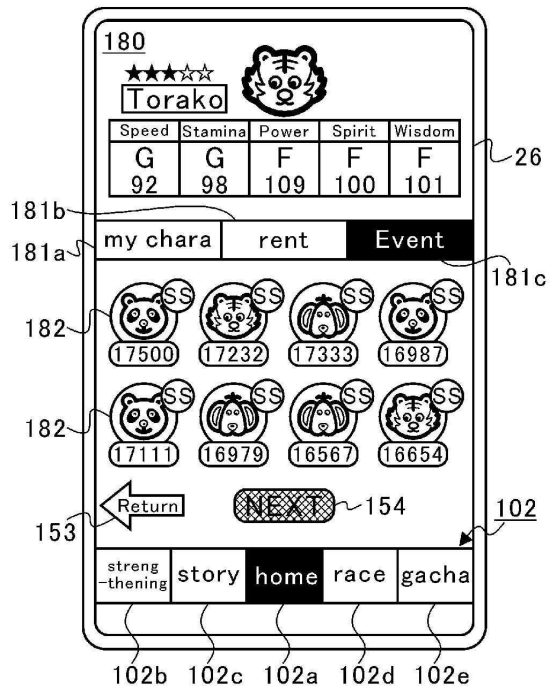 180
★★★☆☆
Torako
Speed Stamina Power Spirit Wisdom
G G F F F
92 98 109 100 101
26
181b
181a
my chara rent Event
181c
182
SS SS SS SS
17500 17232 17333 16987
182
SS SS SS SS
17111 16979 16567 16654
Return
153
NEXT
154
102
streng
-thening
story home race gacha
102b 102c 102a 102d 102e